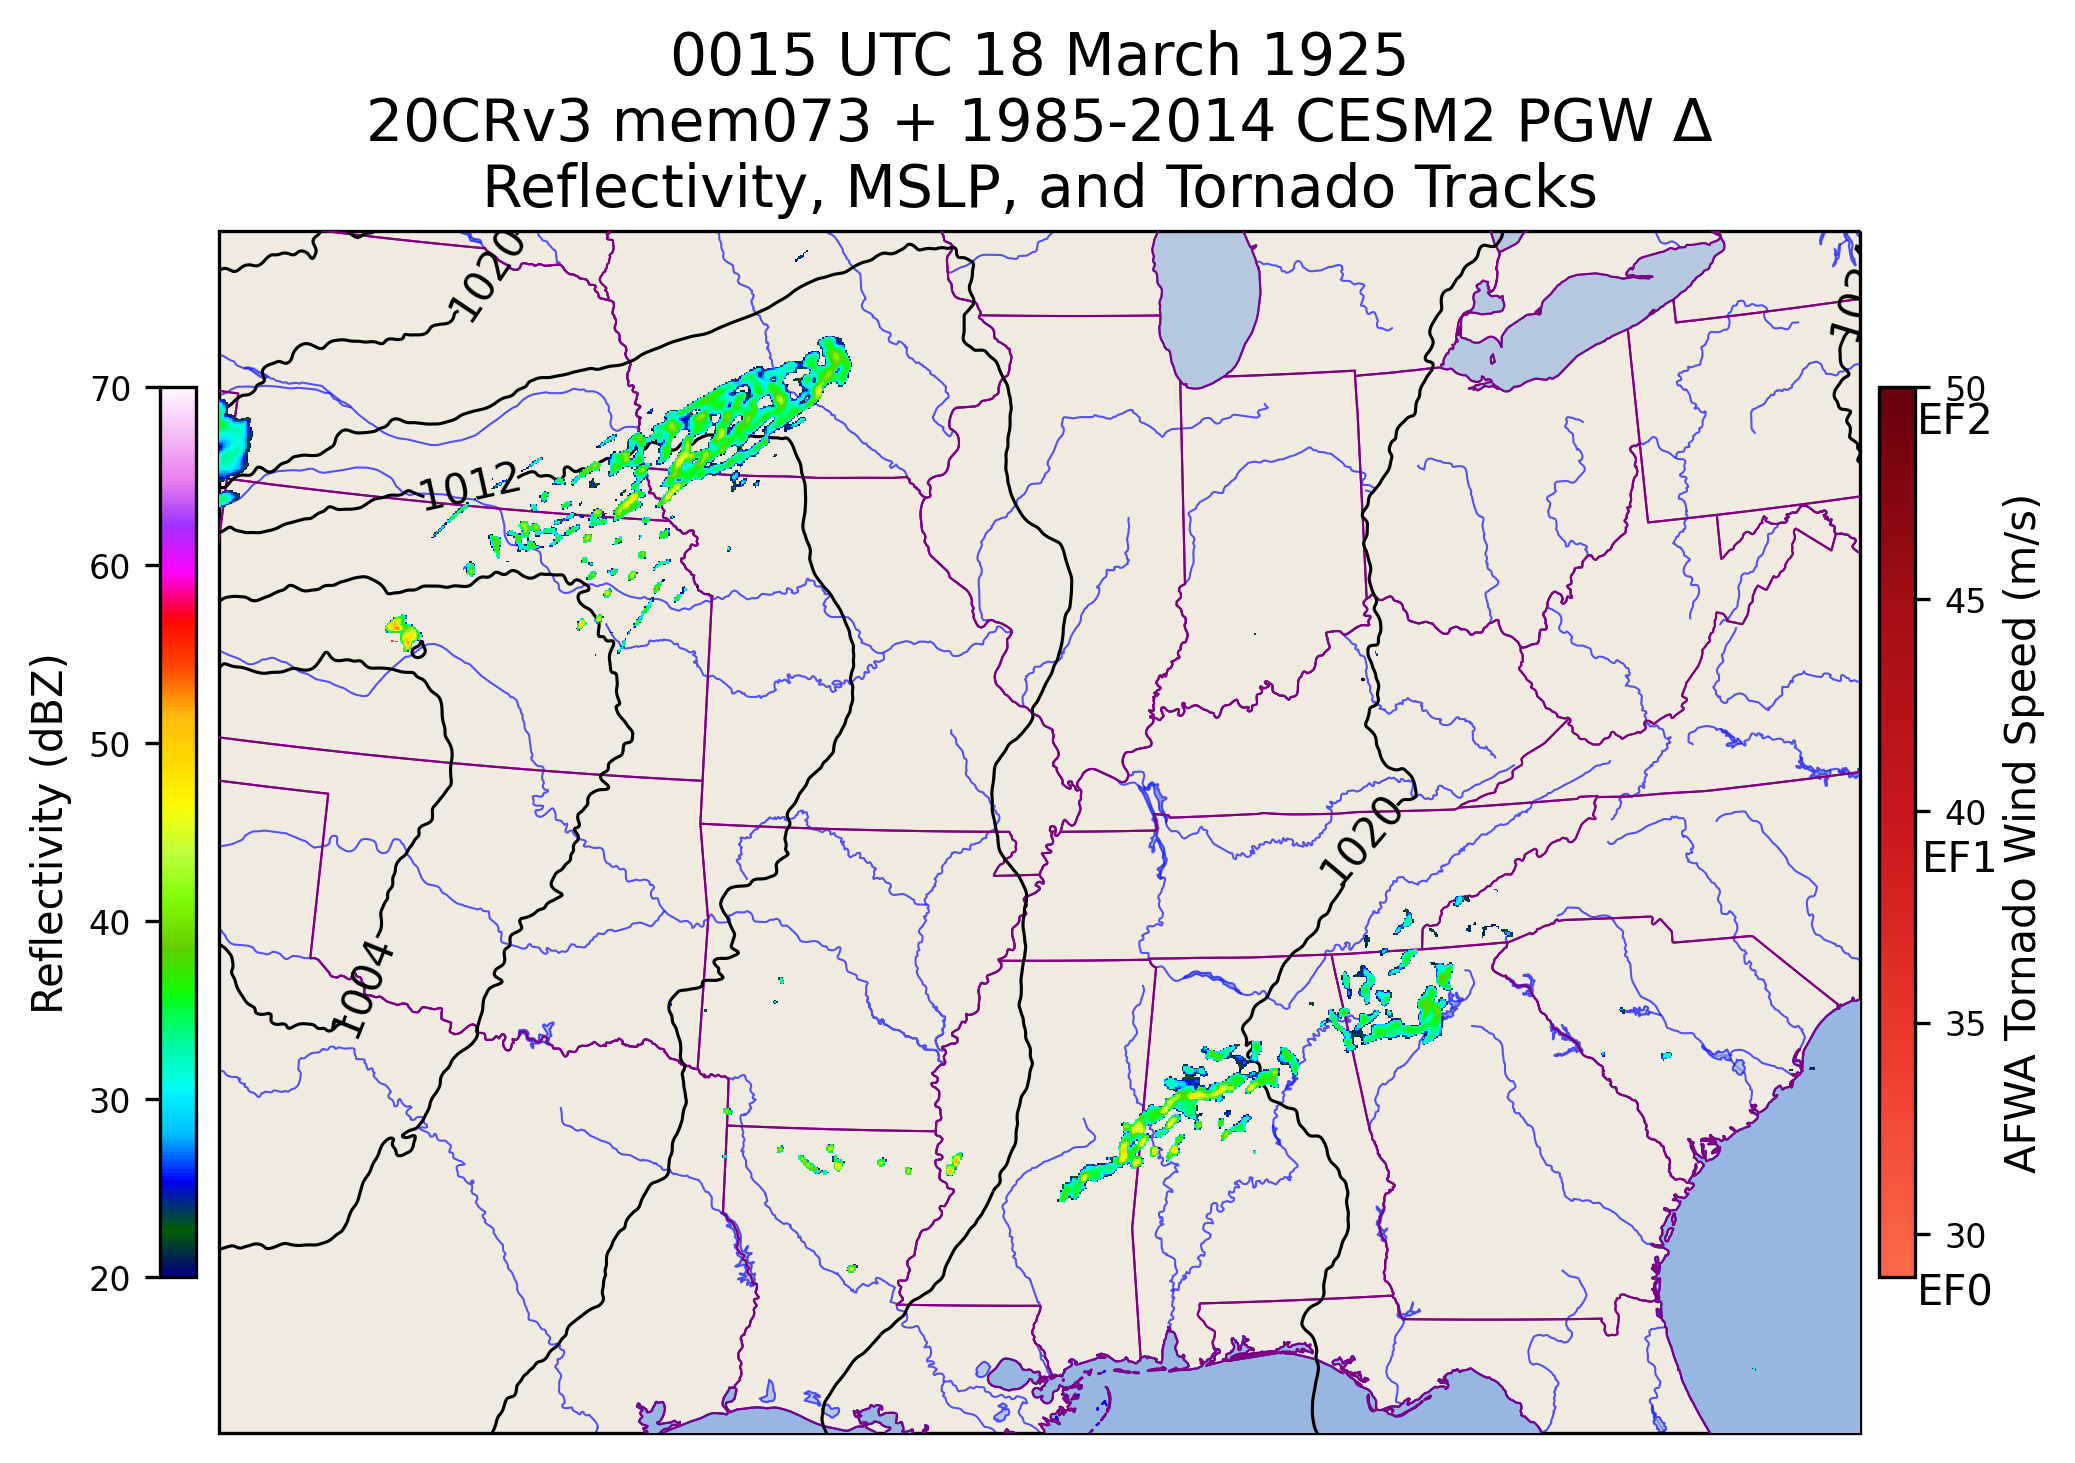 0015 UTC 18 March 1925
20CRv3 mem073 + 1985-2014 CESM2 PGW Δ
Reflectivity, MSLP, and Tornado Tracks
1020
1012
1004
1020
70
60
50
40
30
20
Reflectivity (dBZ)
50
EF2
45
40
EF1
35
30
EF0
AFWA Tornado Wind Speed (m/s)